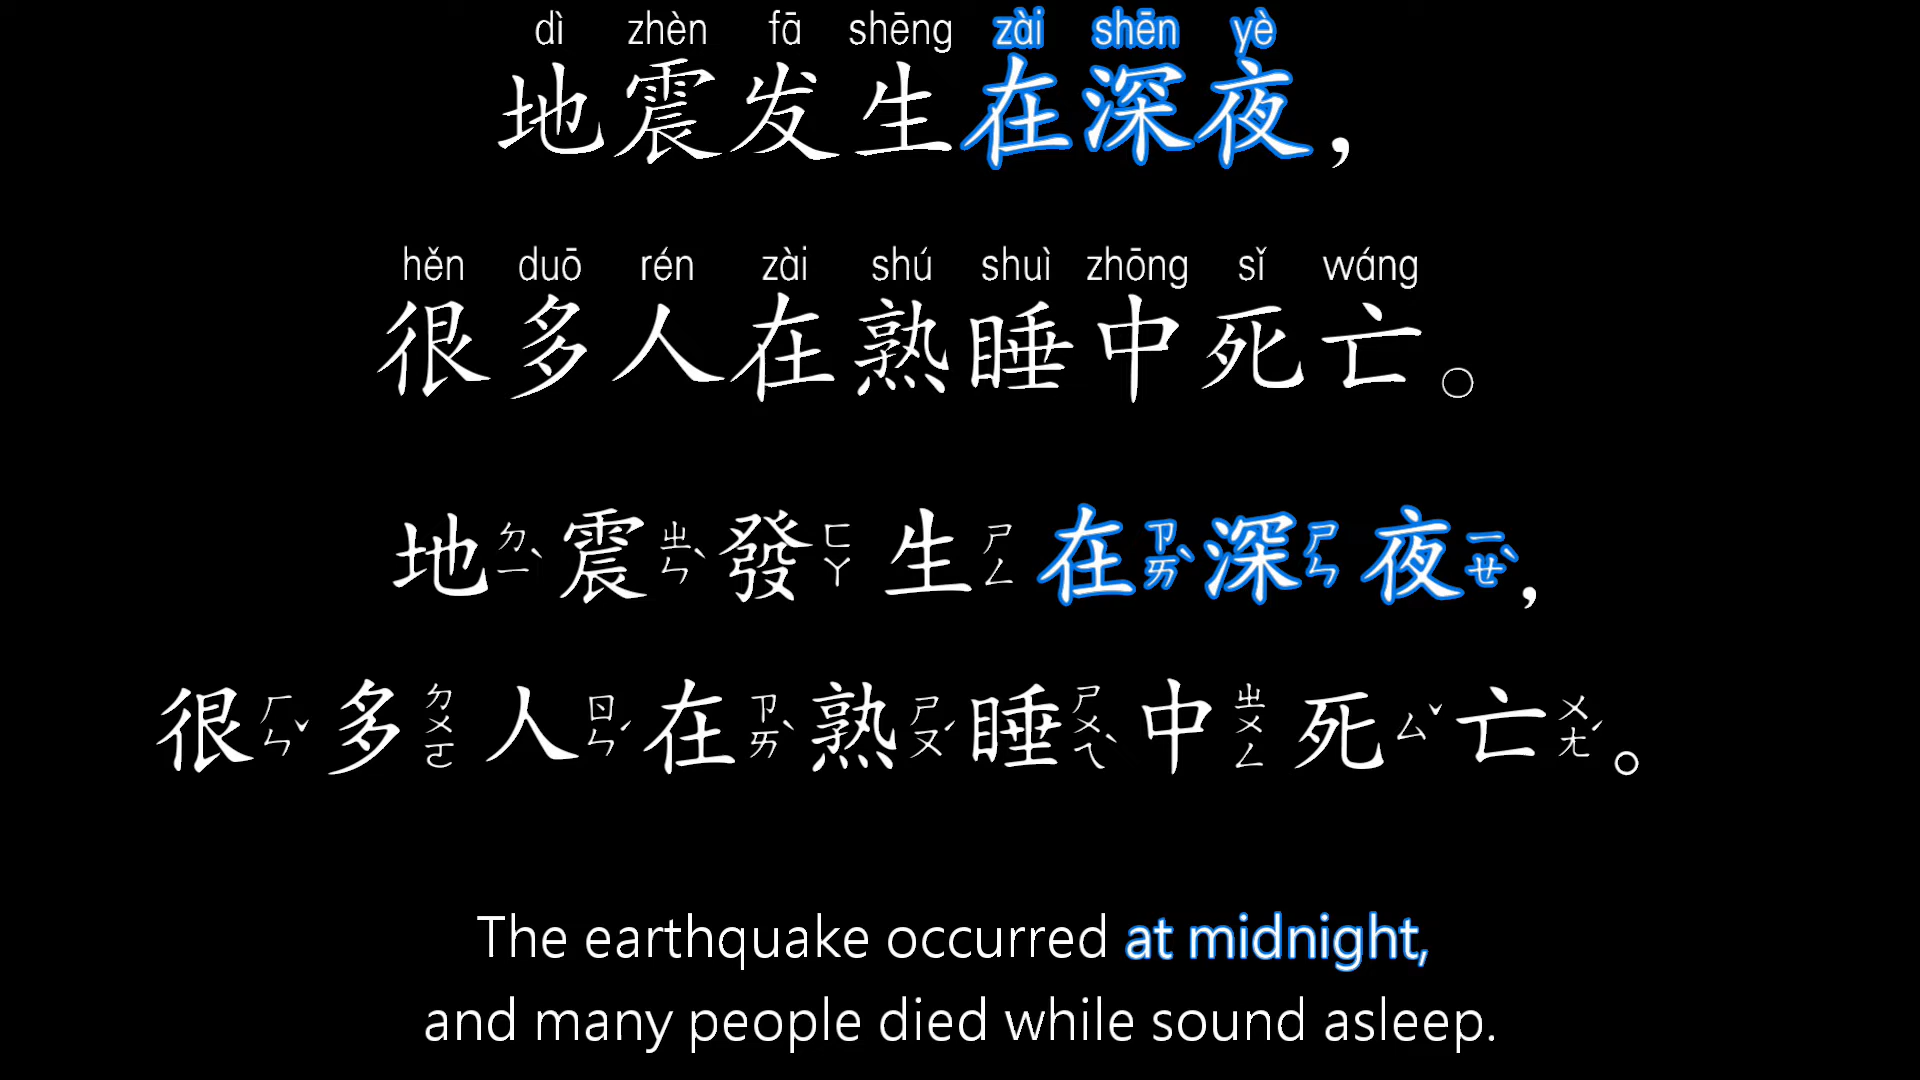 dì zhèn fā shēng zài shēn yè
地震发生在深夜，
hěn duō rén zài shú shuì zhōng sǐ wáng
很多人在熟睡中死亡。
地ㄉㄧˋ震ㄓㄣˋ發ㄈㄚ生ㄕㄥ在ㄗㄞˋ深ㄕㄣ夜ㄧㄝˋ，
很ㄏㄣˇ多ㄉㄨㄛ人ㄖㄣˊ在ㄗㄞˋ熟ㄕㄡˊ睡ㄕㄨㄟˋ中ㄓㄨㄥ死ㄙˇ亡ㄨㄤˊ。
The earthquake occurred at midnight,
and many people died while sound asleep.